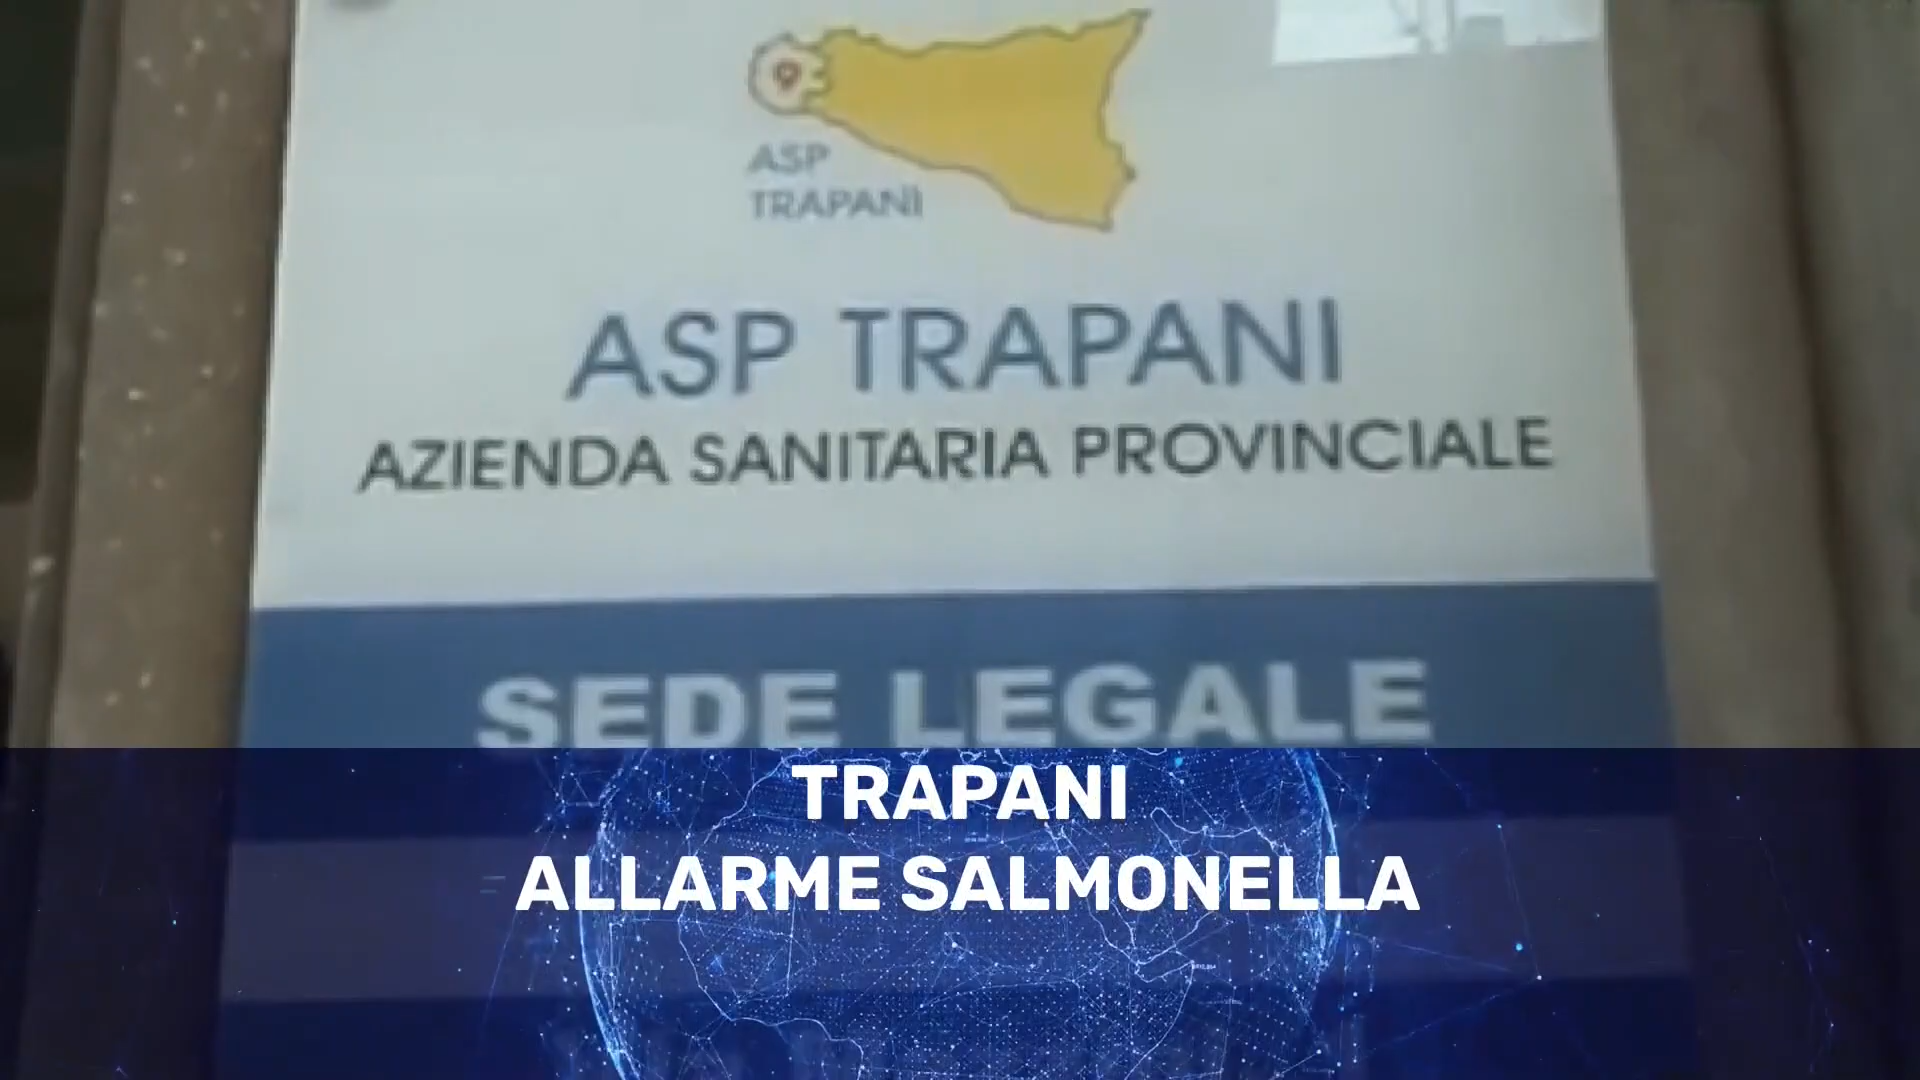 ASP
TRAPANI
ASP TRAPANI
AZIENDA SANITARIA PROVINCIALE
SEDE LEGALE
TRAPANI
ALLARME SALMONELLA